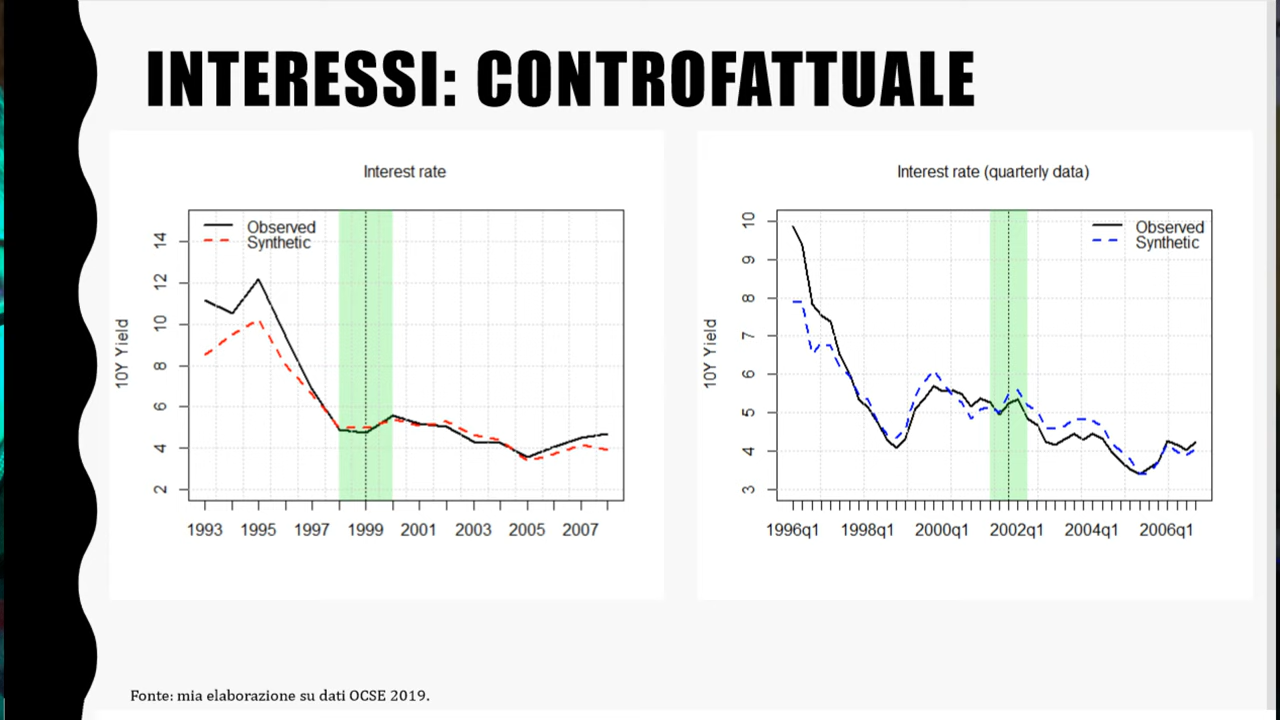 INTERESSI: CONTROFATTUALE
Interest rate
Observed
Synthetic
10Y Yield
14
12
10
8
6
4
2
1993 1995 1997 1999 2001 2003 2005 2007
Interest rate (quarterly data)
Observed
Synthetic
10Y Yield
10
9
8
7
6
5
4
3
1996q1 1998q1 2000q1 2002q1 2004q1 2006q1
Fonte: mia elaborazione su dati OCSE 2019.